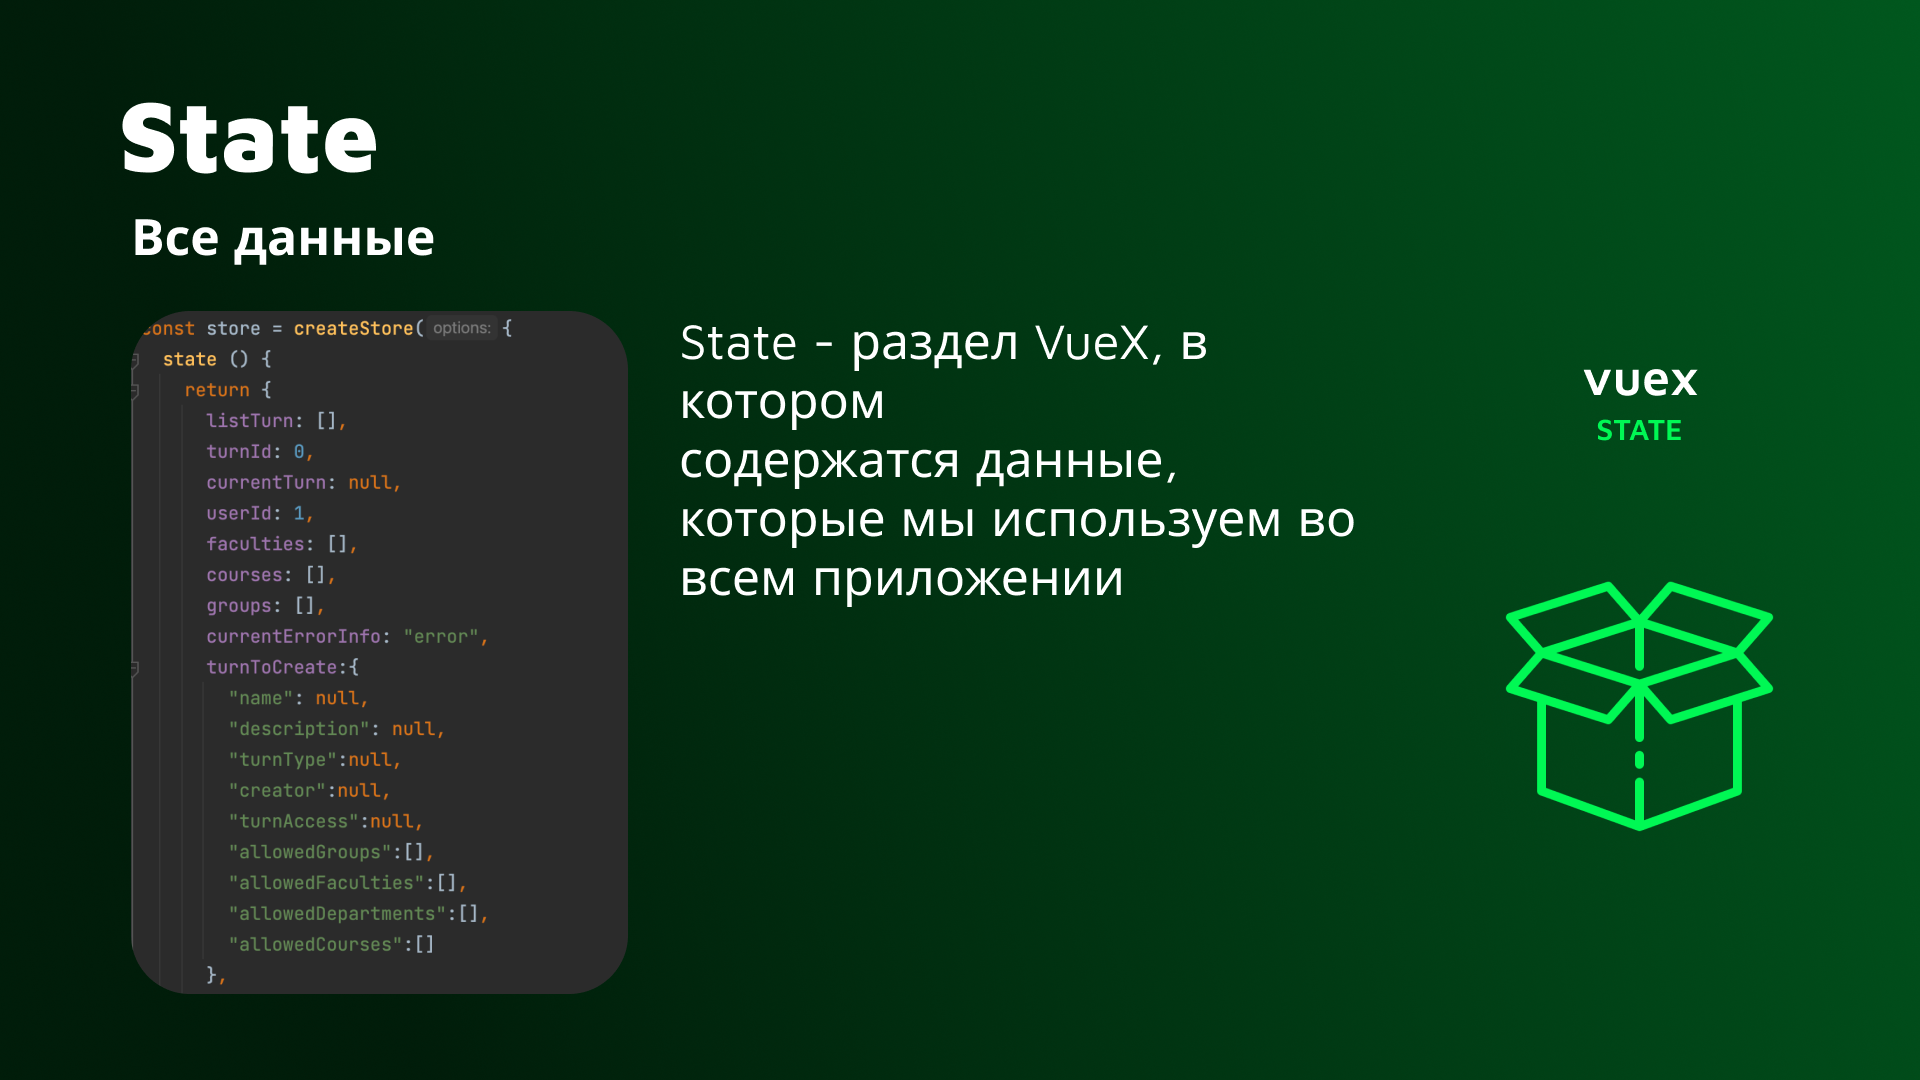 State
Все данные
const store = createStore( options: {
state () {
return {
listTurn: [],
turnId: 0,
currentTurn: null,
userId: 1,
faculties: [],
courses: [],
groups: [],
currentErrorInfo: "error",
turnToCreate:{
"name": null,
"description": null,
"turnType":null,
"creator":null,
"turnAccess":null,
"allowedGroups":[],
"allowedFaculties":[],
"allowedDepartments":[],
"allowedCourses":[]
},
State - раздел VueX, в
котором
содержатся данные,
которые мы используем во
всем приложении
vuex
STATE